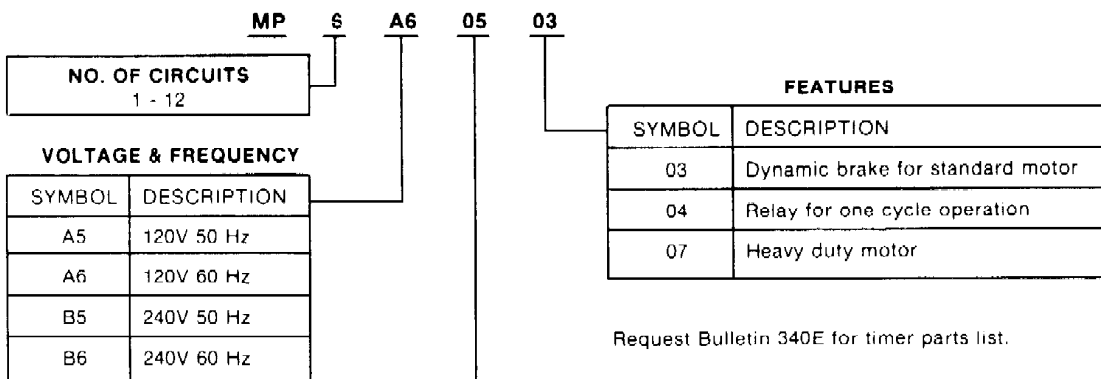 MP 6 A6 05 03
NO. OF CIRCUITS
1 - 12
VOLTAGE & FREQUENCY
SYMBOL DESCRIPTION
A5 120V 50 Hz
A6 120V 60 Hz
B5 240V 50 Hz
B6 240V 60 Hz
FEATURES
SYMBOL DESCRIPTION
03 Dynamic brake for standard motor
04 Relay for one cycle operation
07 Heavy duty motor
Request Bulletin 340E for timer parts list.